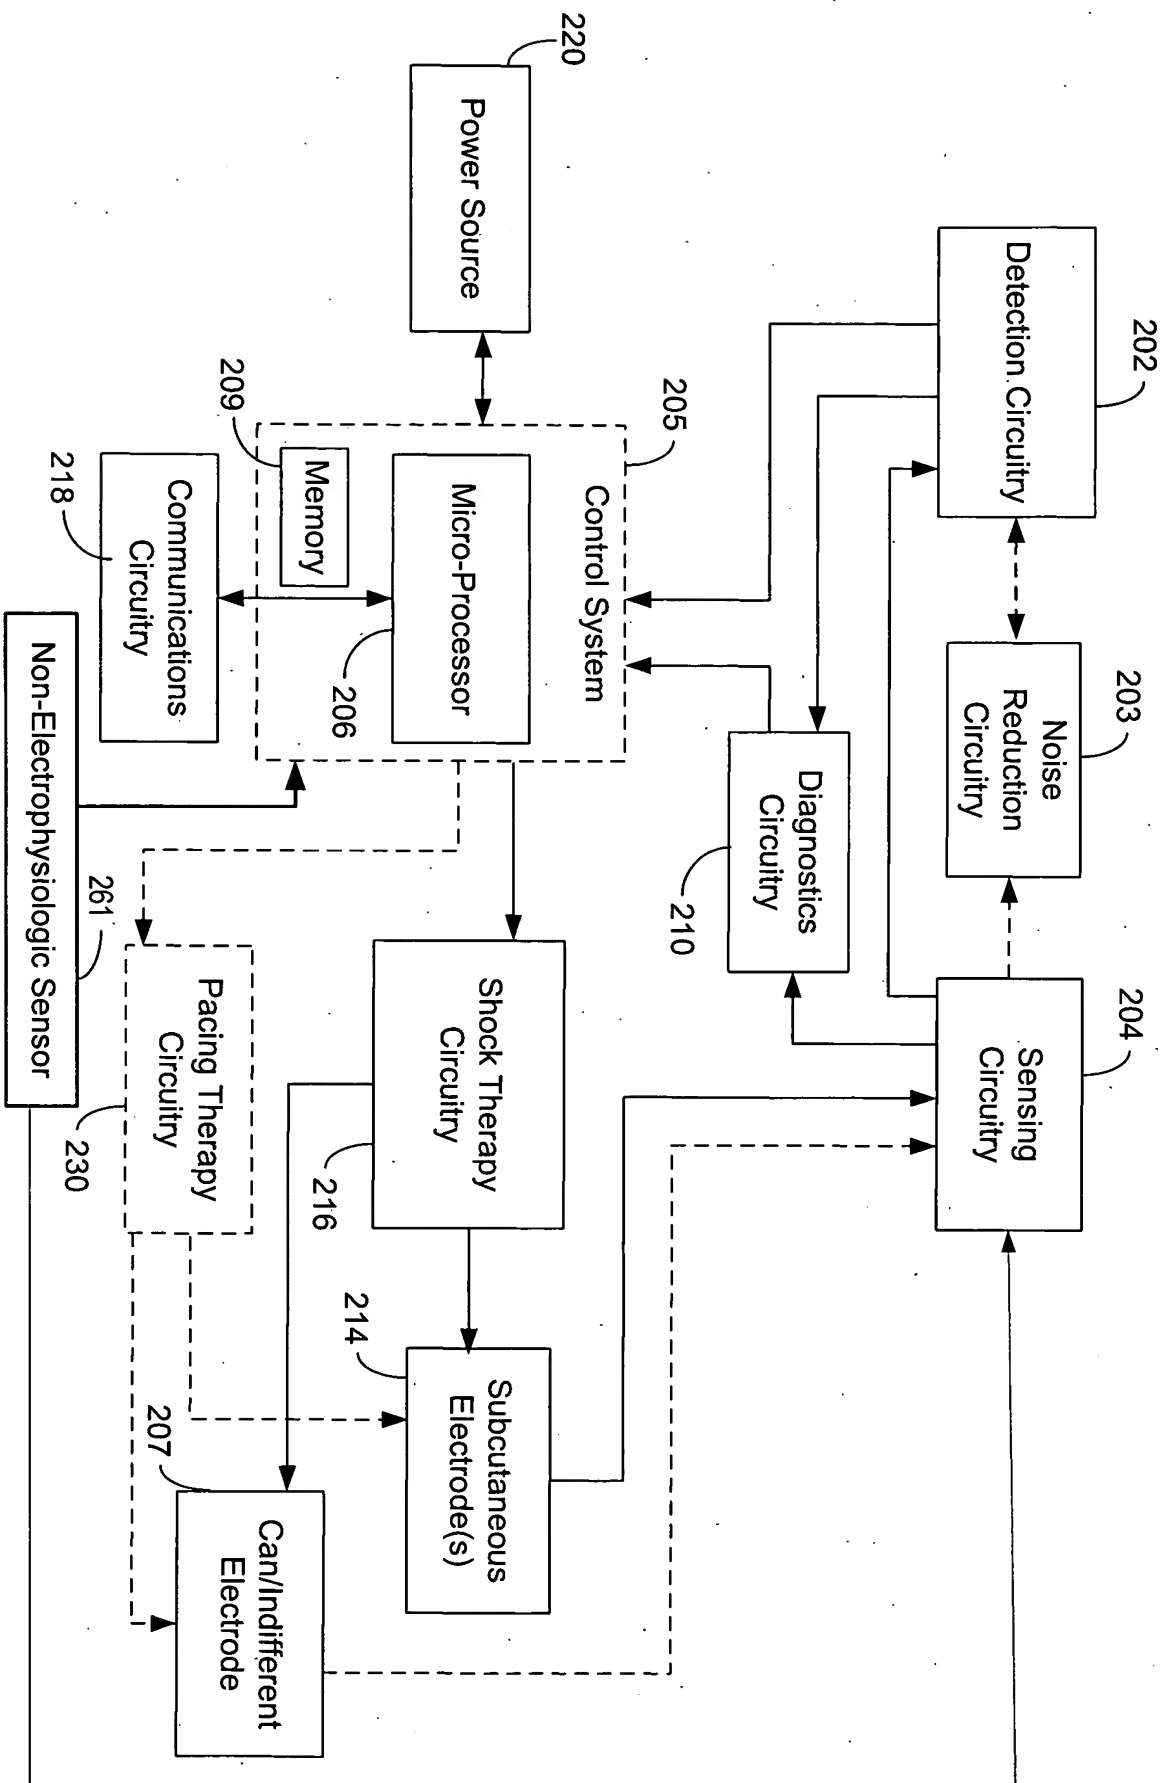 202
Detection Circuitry
203
Noise
Reduction
Circuitry
204
Sensing
Circuitry
Diagnostics
Circuitry
210
220
Power Source
205
Control System
Micro-Processor
206
209
Memory
Communications
Circuitry
218
Shock Therapy
Circuitry
216
Subcutaneous
Electrode(s)
214
Pacing Therapy
Circuitry
230
Can/Indifferent
Electrode
207
Non-Electrophysiologic Sensor
261